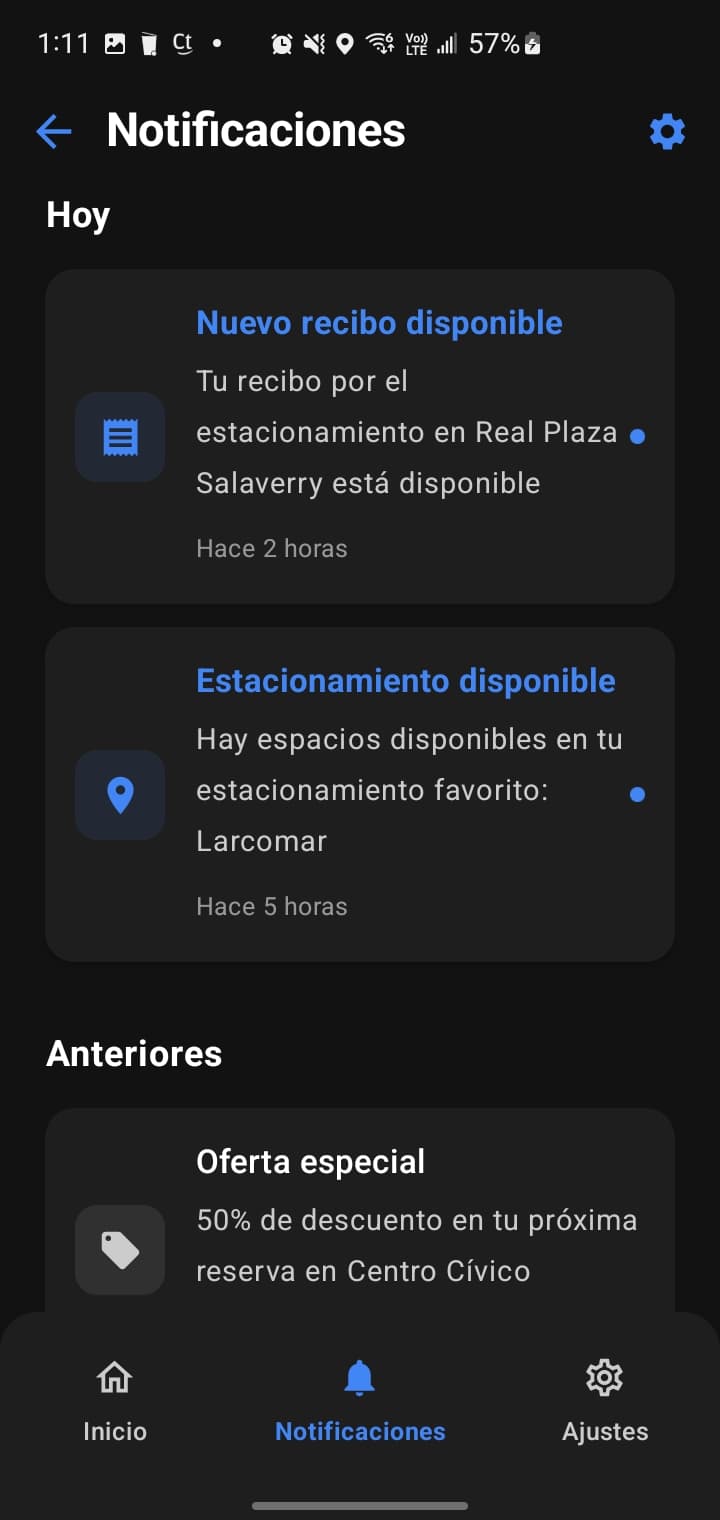 1:11 Ct 57%
Notificaciones
Hoy
Nuevo recibo disponible
Tu recibo por el
estacionamiento en Real Plaza
Salaverry está disponible
Hace 2 horas
Estacionamiento disponible
Hay espacios disponibles en tu
estacionamiento favorito:
Larcomar
Hace 5 horas
Anteriores
Oferta especial
50% de descuento en tu próxima
reserva en Centro Cívico
Inicio Notificaciones Ajustes